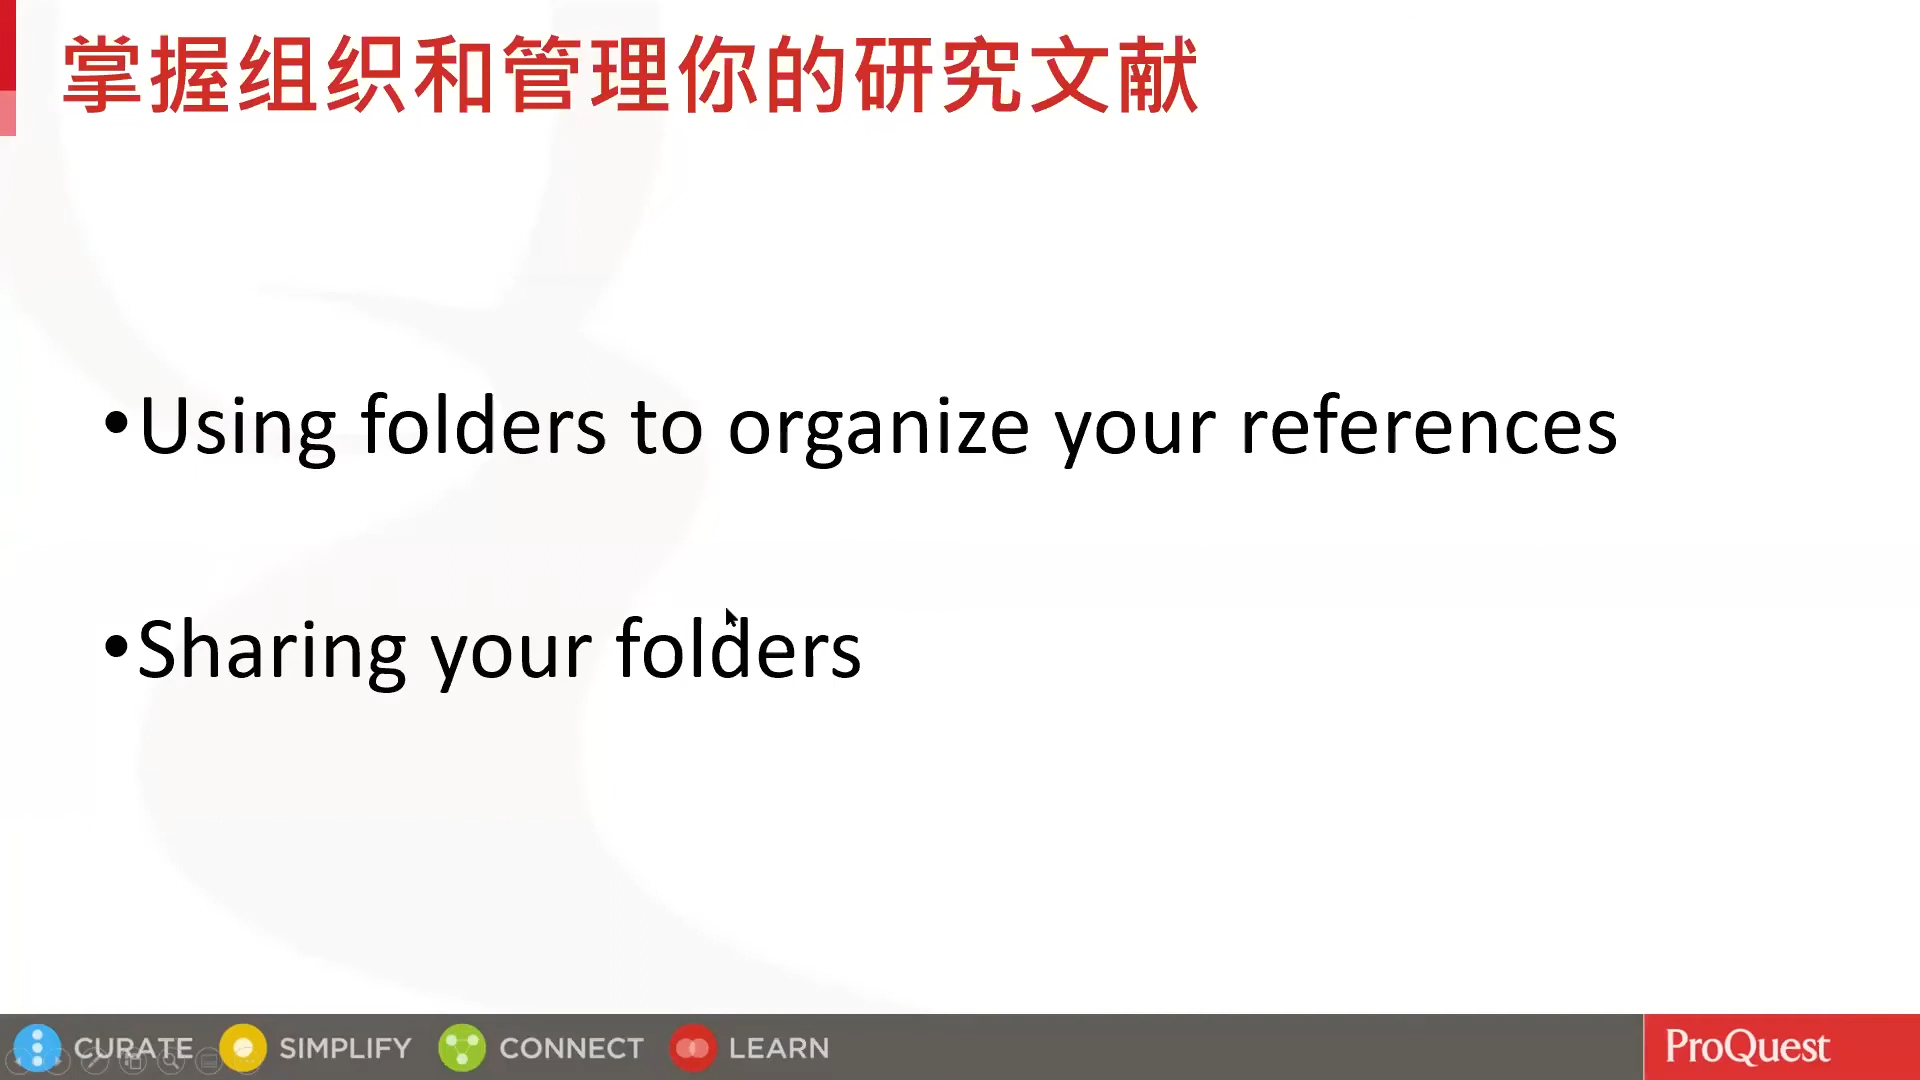 掌握组织和管理你的研究文献
•Using folders to organize your references
•Sharing your folders
CURATE SIMPLIFY CONNECT LEARN ProQuest